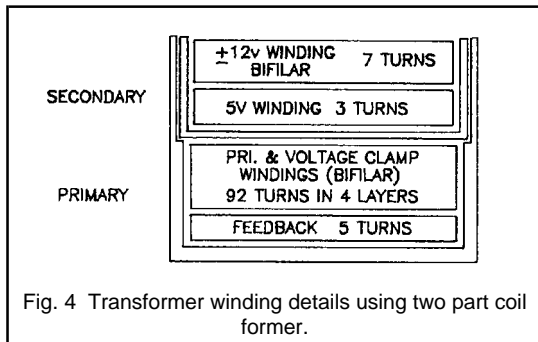 ±12v WINDING 7 TURNS
BIFILAR
SECONDARY
5V WINDING 3 TURNS
PRI. & VOLTAGE CLAMP
WINDINGS (BIFILAR)
PRIMARY
92 TURNS IN 4 LAYERS
FEEDBACK 5 TURNS
Fig. 4 Transformer winding details using two part coil
former.